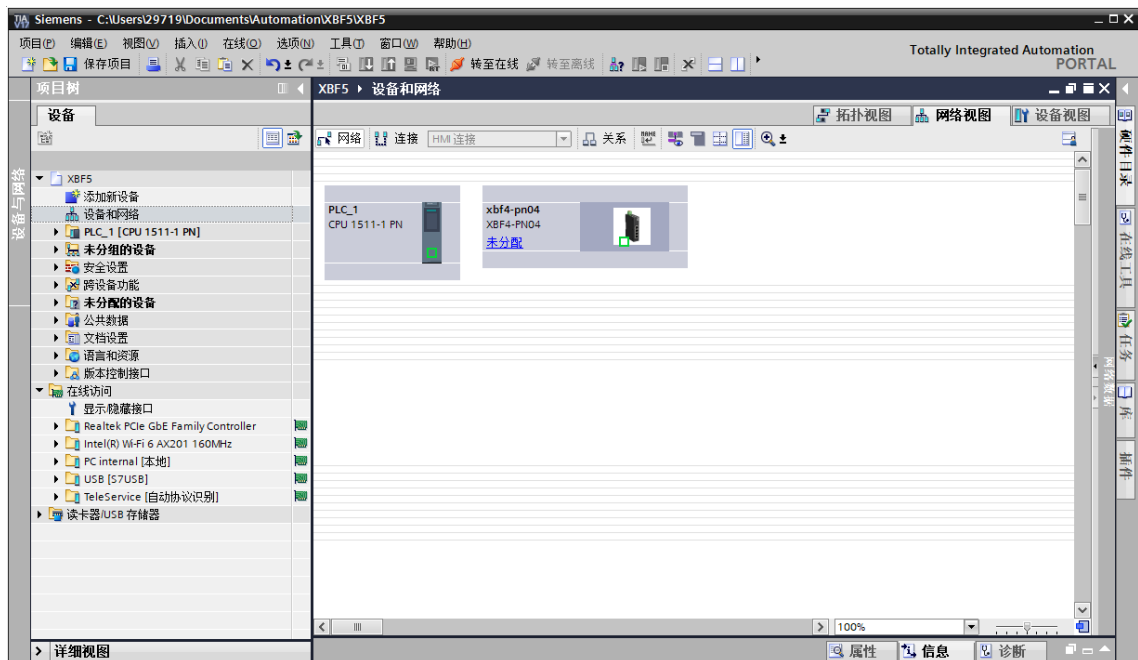 Siemens - C:\Users\29719\Documents\Automation\XBF5\XBF5
项目(P) 编辑(E) 视图(V) 插入(I) 在线(O) 选项(N) 工具(T) 窗口(W) 帮助(H)
Totally Integrated Automation
PORTAL
保存项目 转至在线 转至离线
项目树
XBF5 ▸ 设备和网络
设备
拓扑视图 网络视图 设备视图
网络 连接 HMI 连接 关系
XBF5
添加新设备
设备和网络
PLC_1 [CPU 1511-1 PN]
未分组的设备
安全设置
跨设备功能
未分配的设备
公共数据
文档设置
语言和资源
版本控制接口
在线访问
显示/隐藏接口
Realtek PCIe GbE Family Controller
Intel(R) Wi-Fi 6 AX201 160MHz
PC internal [本地]
USB [S7USB]
TeleService [自动协议识别]
读卡器/USB 存储器
PLC_1
CPU 1511-1 PN
xbf4-pn04
XBF4-PN04
未分配
设备与网络
硬件目录
在线工具
任务
库
插件
网络数据
100%
详细视图
属性 信息 诊断